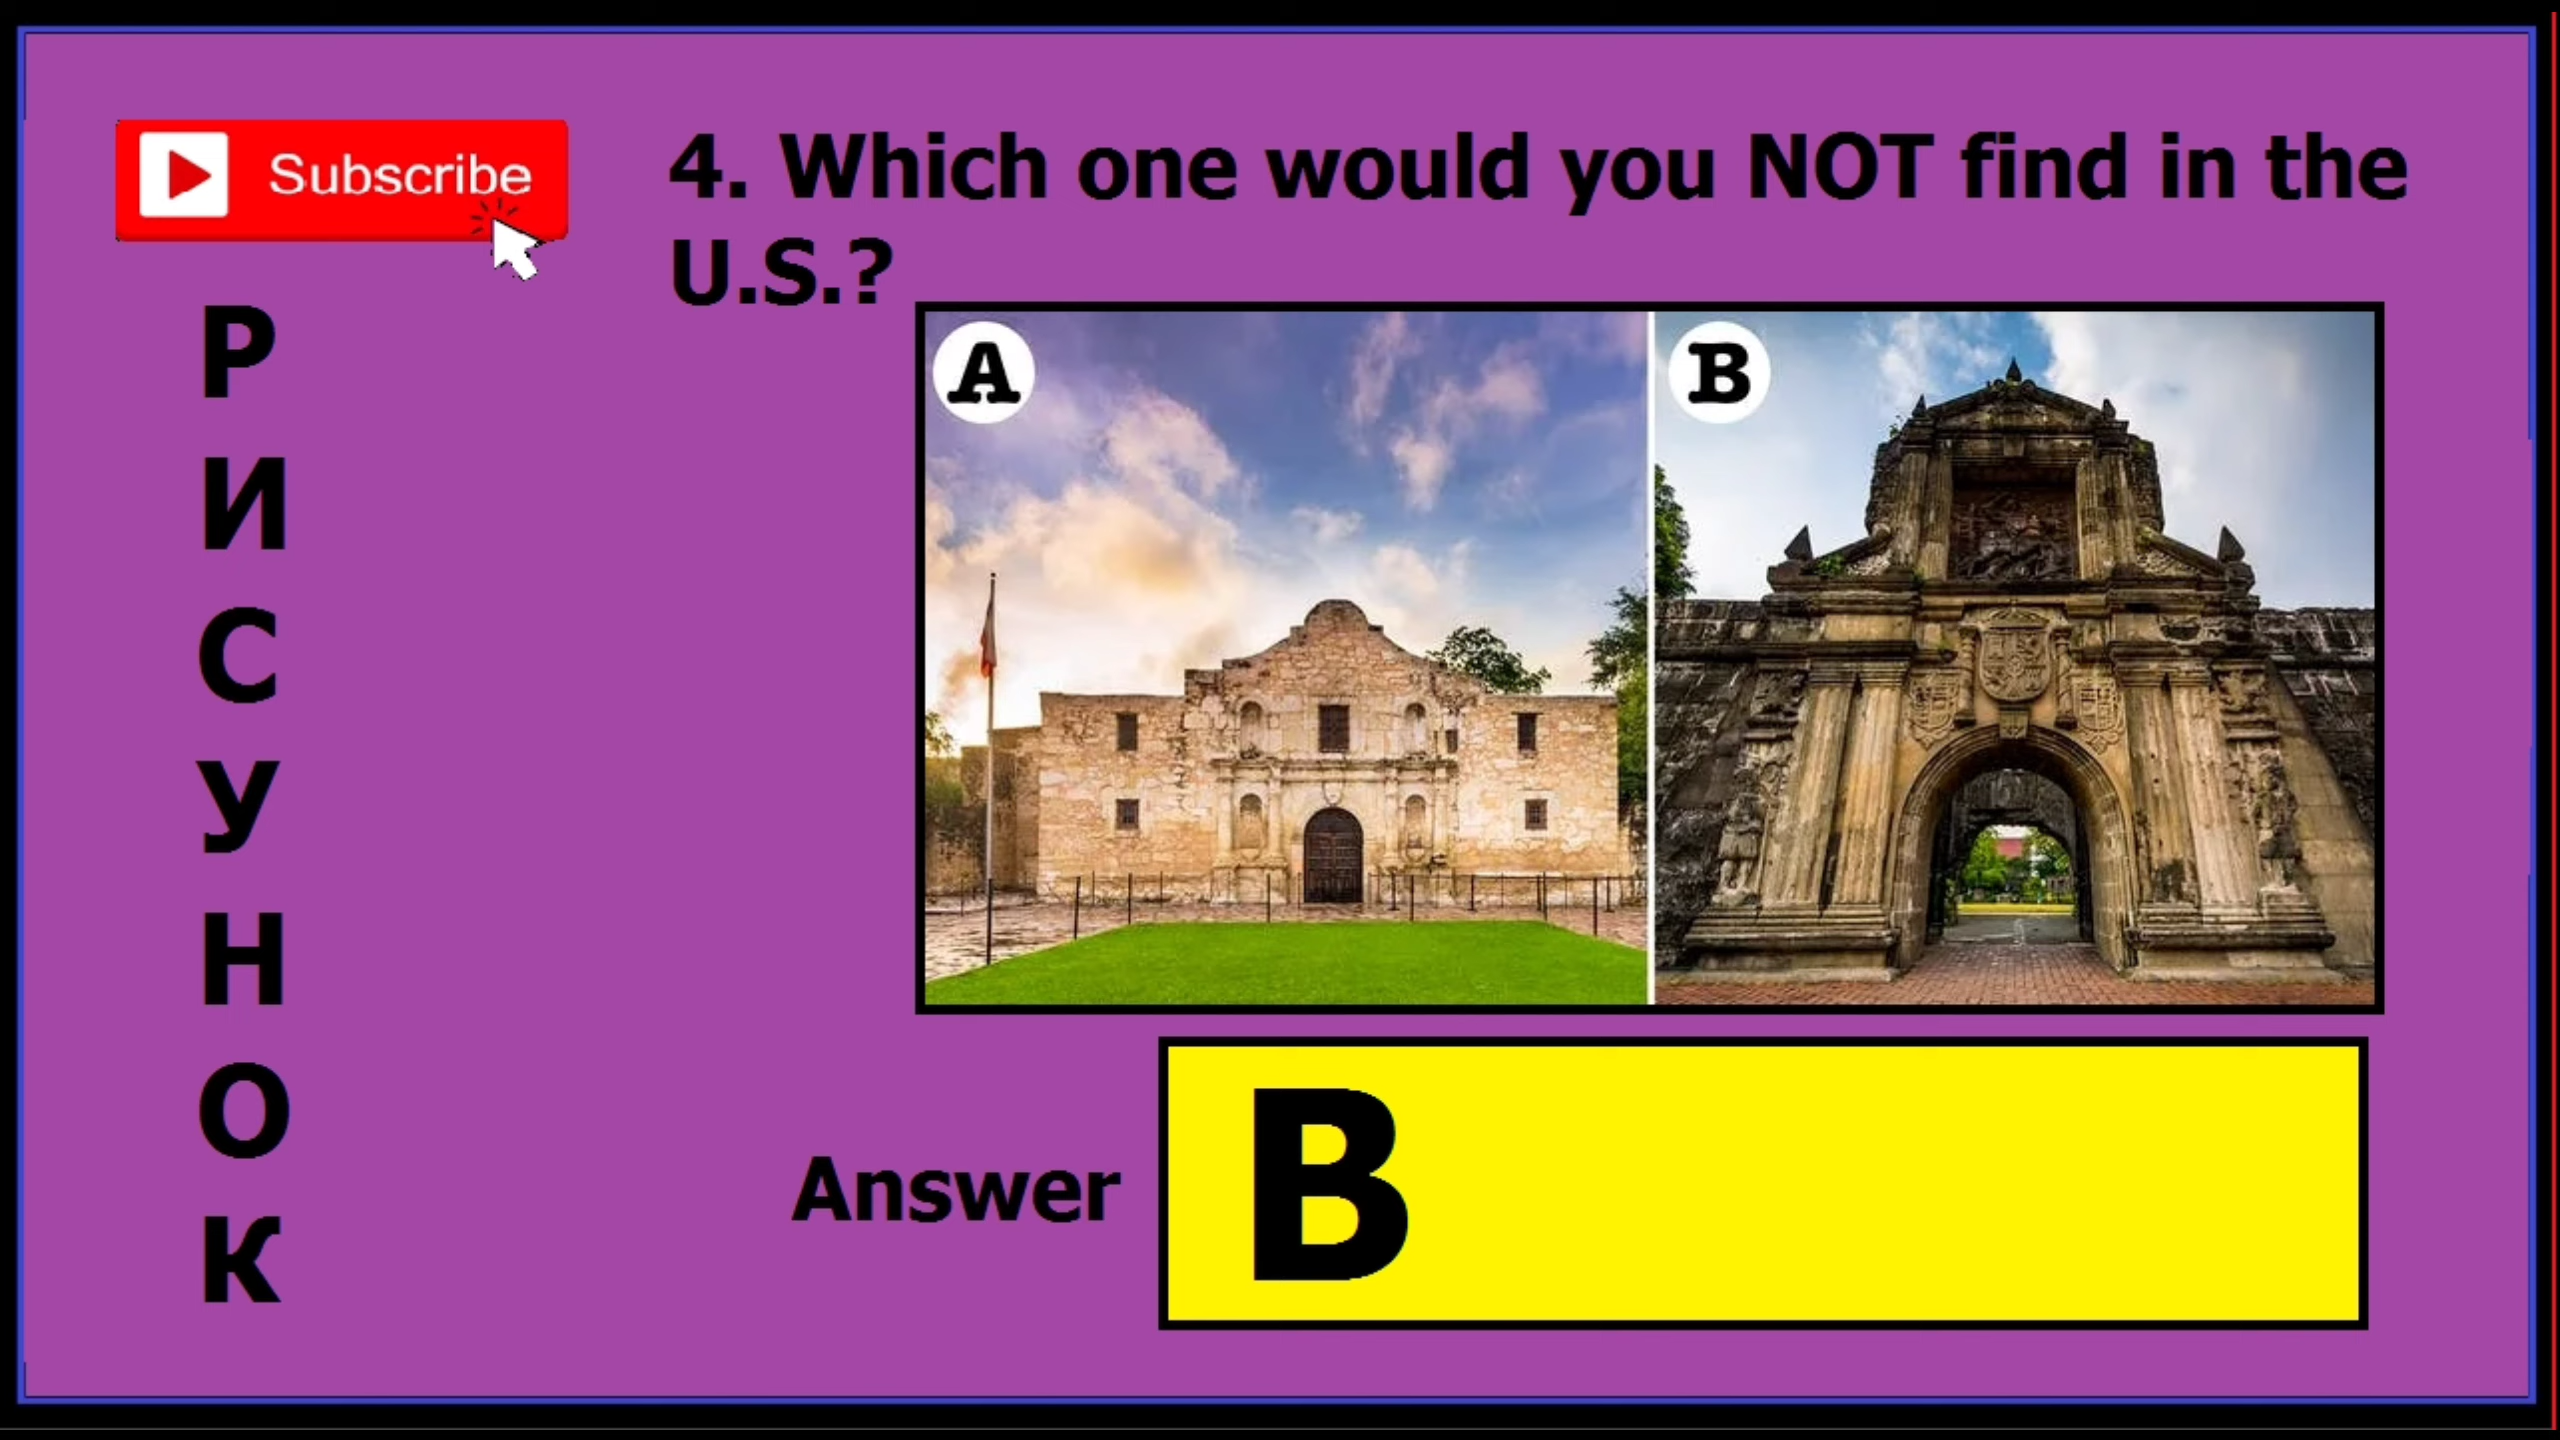 Subscribe
4. Which one would you NOT find in the
U.S.?
Р
И
С
У
Н
О
К
A
B
Answer
B